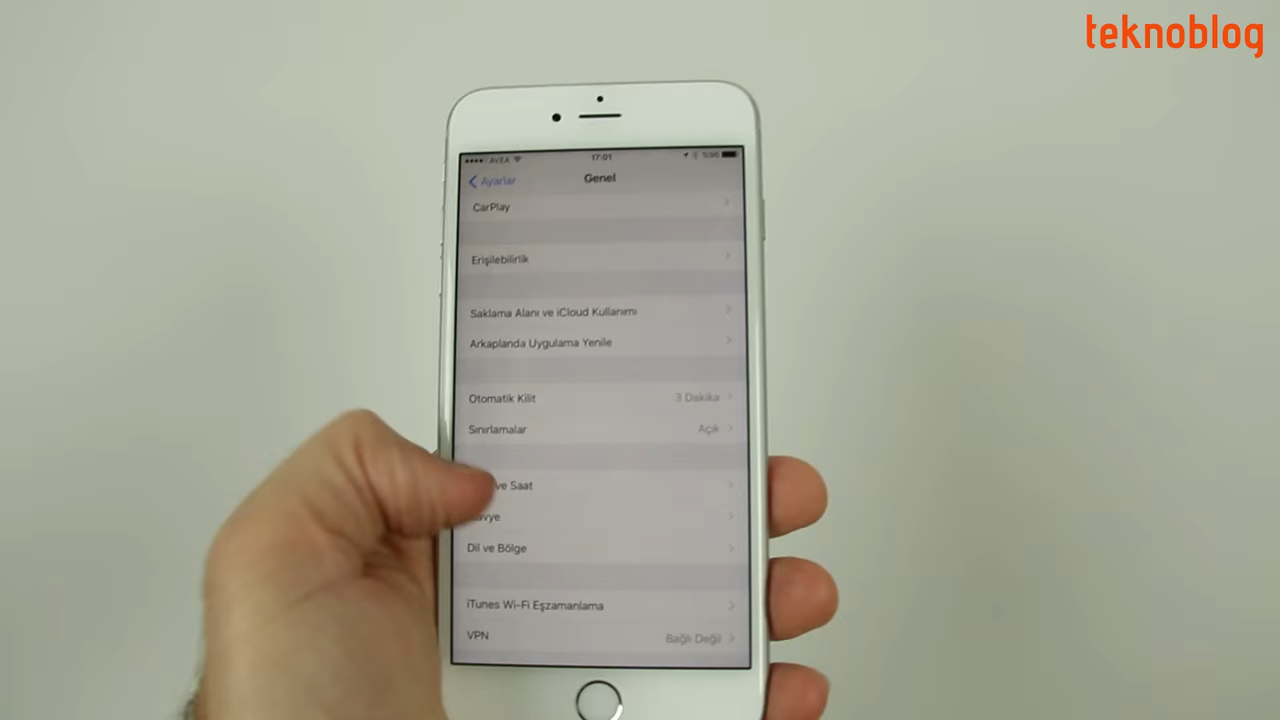 teknoblog
AVEA 17:01 %96
Ayarlar Genel
CarPlay
Erişilebilirlik
Saklama Alanı ve iCloud Kullanımı
Arkaplanda Uygulama Yenile
Otomatik Kilit 3 Dakika
Sınırlamalar Açık
ve Saat
Dil ve Bölge
iTunes Wi-Fi Eşzamanlama
VPN Bağlı Değil